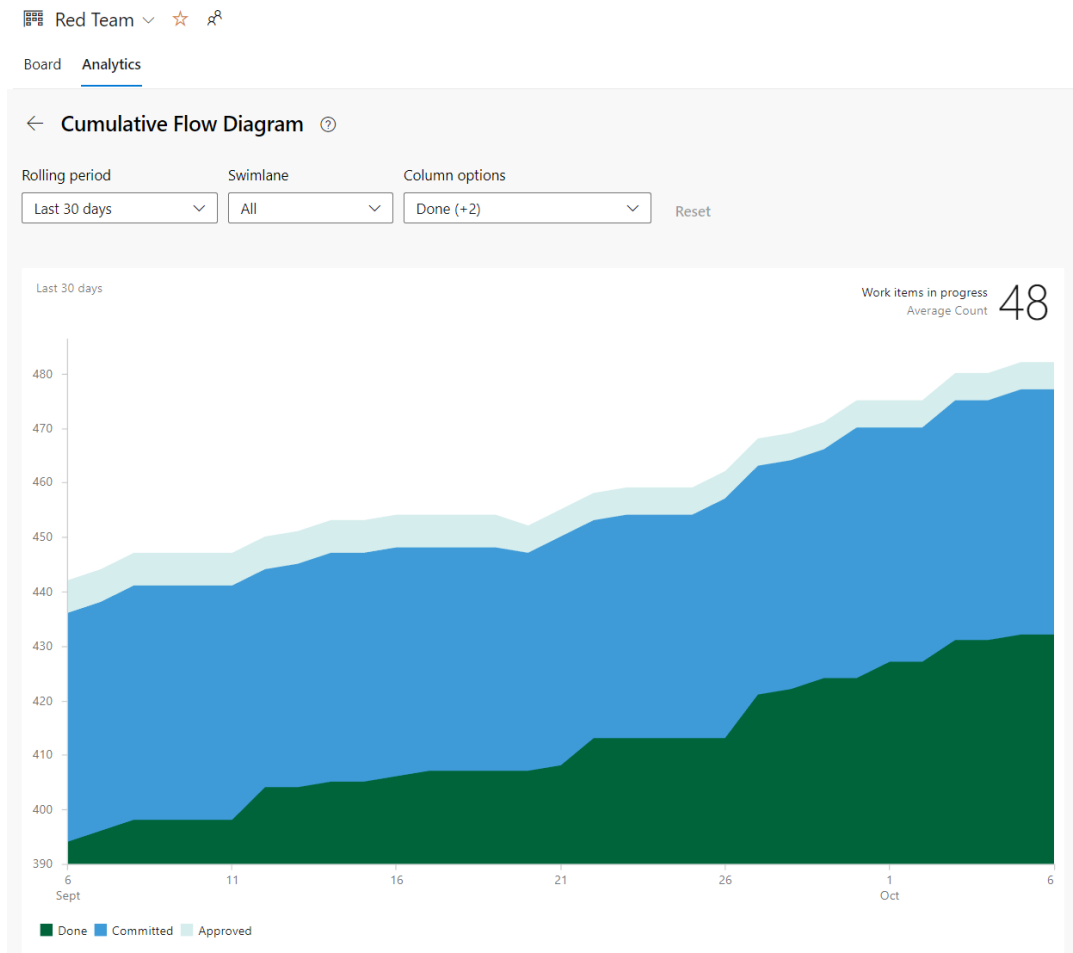 Red Team
Board Analytics
Cumulative Flow Diagram
Rolling period Swimlane Column options
Last 30 days All Done (+2) Reset
Last 30 days
Work items in progress 48
Average Count
480
470
460
450
440
430
420
410
400
390
6 11 16 21 26 1 6
Sept Oct
Done Committed Approved